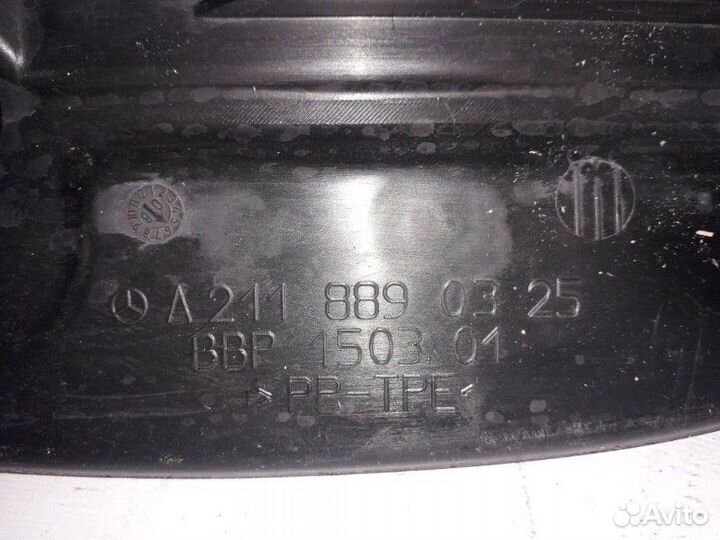 A 211 889 03 25
BBP 1503.01
>PP-TPE<
Avito